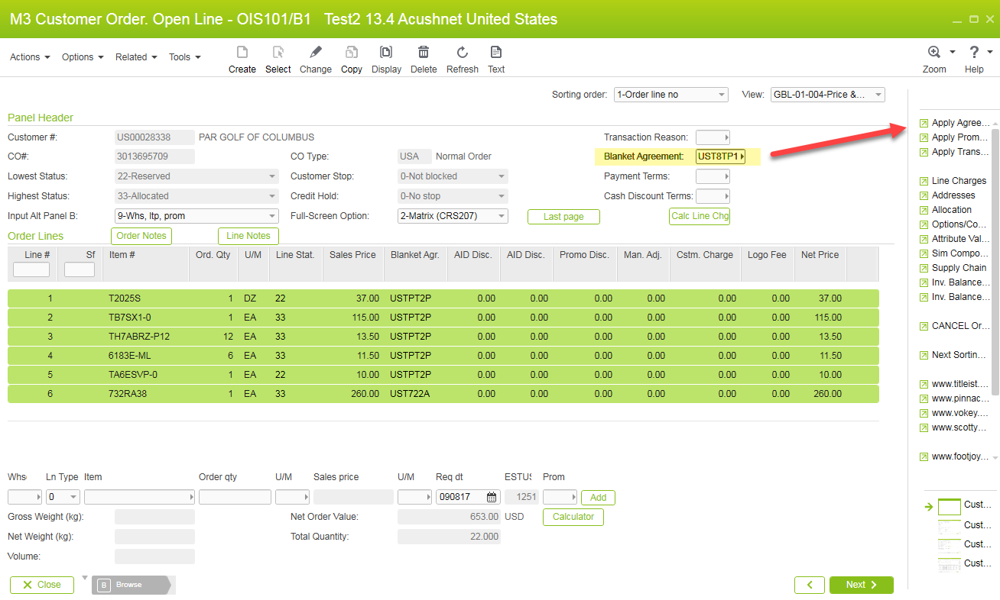 M3 Customer Order. Open Line - OIS101/B1 Test2 13.4 Acushnet United States
Actions Options Related Tools Create Select Change Copy Display Delete Refresh Text Zoom Help
Sorting order: 1-Order line no View: GBL-01-004-Price &...
Panel Header
Customer #: US00028338 PAR GOLF OF COLUMBUS Transaction Reason:
CO#: 3013695709 CO Type: USA Normal Order Blanket Agreement: UST8TP1
Lowest Status: 22-Reserved Customer Stop: 0-Not blocked Payment Terms:
Highest Status: 33-Allocated Credit Hold: 0-No stop Cash Discount Terms:
Input Alt Panel B: 9-Whs, ltp, prom Full-Screen Option: 2-Matrix (CRS207) Last page Calc Line Chg
Order Lines Order Notes Line Notes
Line # Sf Item # Ord. Qty U/M Line Stat. Sales Price Blanket Agr. AID Disc. AID Disc. Promo Disc. Man. Adj. Cstm. Charge Logo Fee Net Price
1 T2025S 1 DZ 22 37.00 USTPT2P 0.00 0.00 0.00 0.00 0.00 0.00 37.00
2 TB7SX1-0 1 EA 33 115.00 USTPT2P 0.00 0.00 0.00 0.00 0.00 0.00 115.00
3 TH7ABRZ-P12 12 EA 33 13.50 USTPT2P 0.00 0.00 0.00 0.00 0.00 0.00 13.50
4 6183E-ML 6 EA 33 11.50 USTPT2P 0.00 0.00 0.00 0.00 0.00 0.00 11.50
5 TA6ESVP-0 1 EA 22 10.00 USTPT2P 0.00 0.00 0.00 0.00 0.00 0.00 10.00
6 732RA38 1 EA 33 260.00 UST722A 0.00 0.00 0.00 0.00 0.00 0.00 260.00
Whs Ln Type Item Order qty U/M Sales price U/M Req dt ESTUS Prom
0 090817 1251 Add
Gross Weight (kg): Net Order Value: 653.00 USD Calculator
Net Weight (kg): Total Quantity: 22.000
Volume:
Close B Browse Next
Apply Agree...
Apply Prom...
Apply Trans...
Line Charges
Addresses
Allocation
Options/Co...
Attribute Val...
Sim Compo...
Supply Chain
Inv. Balance...
Inv. Balance...
CANCEL Or...
Next Sortin...
www.titleist....
www.pinnac...
www.vokey....
www.scotty...
www.footjoy...
Cust...
Cust...
Cust...
Cust...